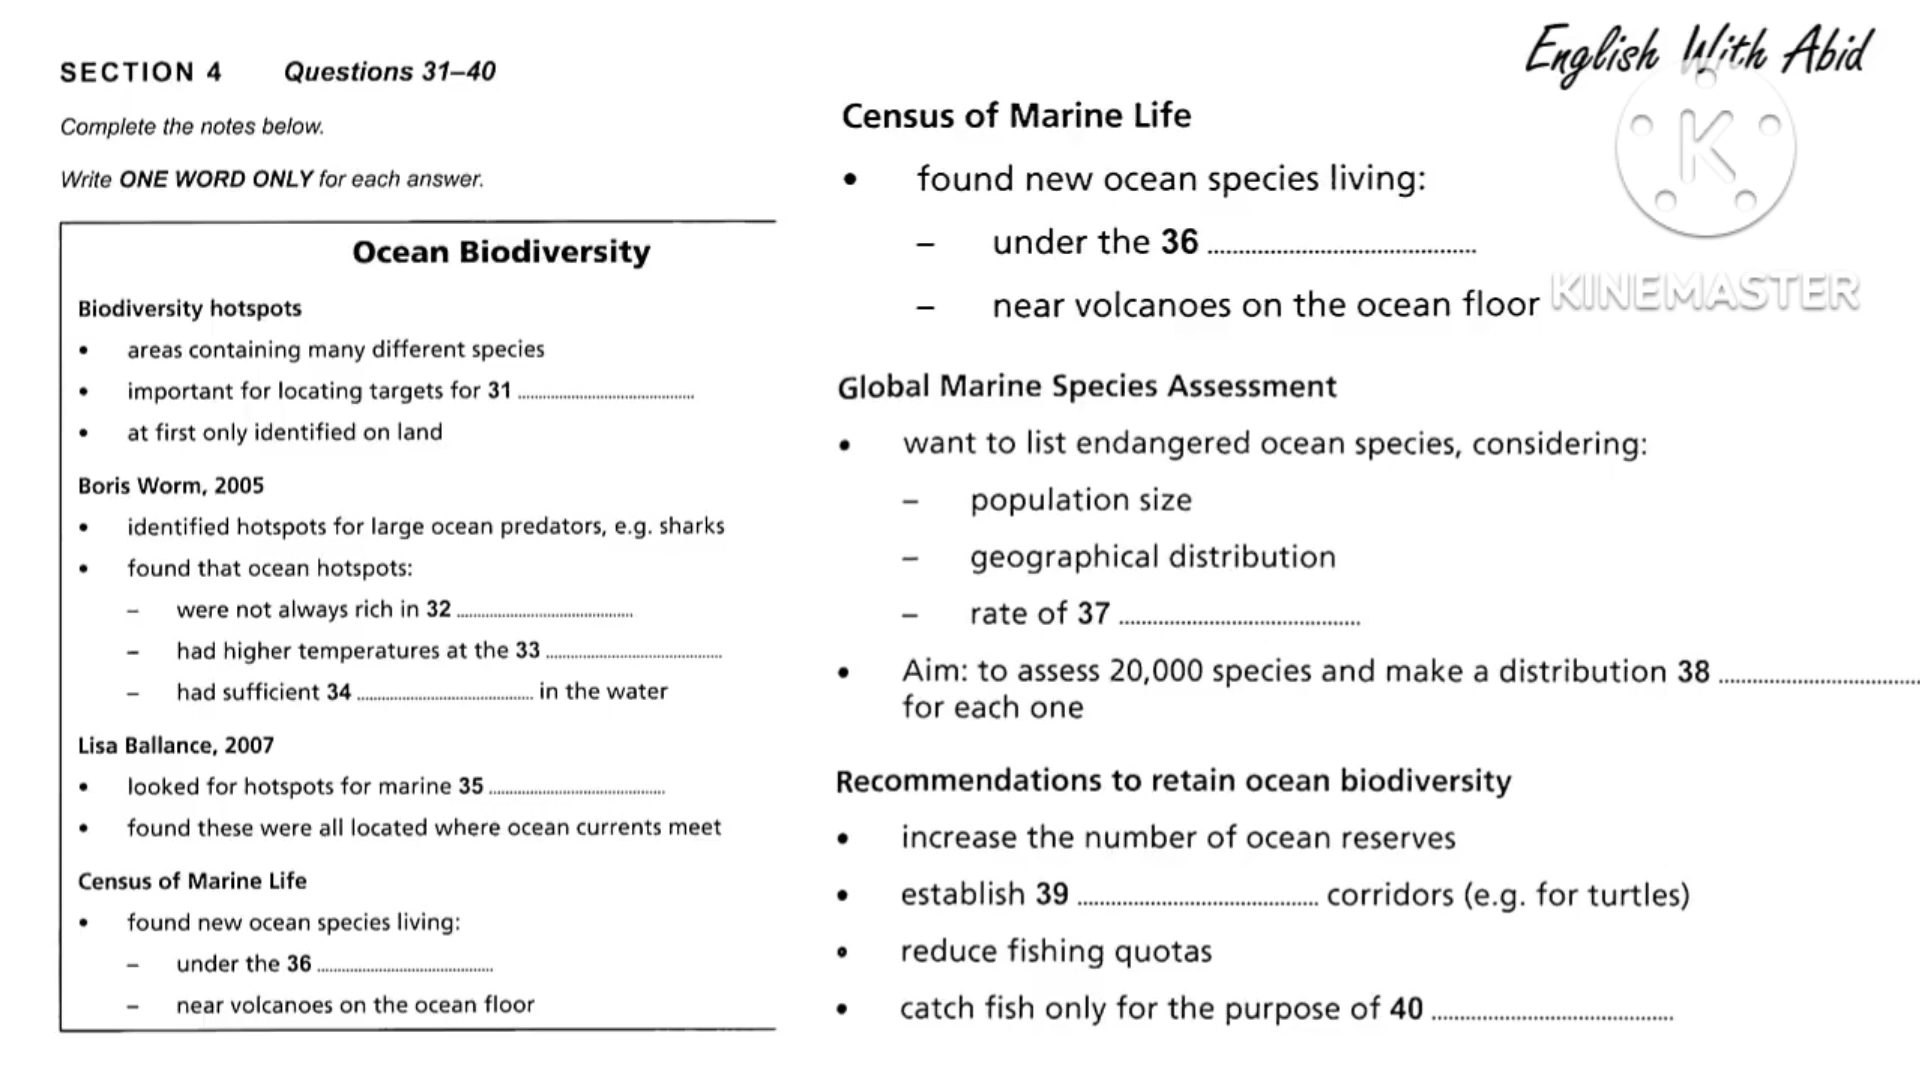 SECTION 4 Questions 31–40
Complete the notes below.
Write ONE WORD ONLY for each answer.
Ocean Biodiversity
Biodiversity hotspots
• areas containing many different species
• important for locating targets for 31 ....................
• at first only identified on land
Boris Worm, 2005
• identified hotspots for large ocean predators, e.g. sharks
• found that ocean hotspots:
– were not always rich in 32 ....................
– had higher temperatures at the 33 ....................
– had sufficient 34 .................... in the water
Lisa Ballance, 2007
• looked for hotspots for marine 35 ....................
• found these were all located where ocean currents meet
Census of Marine Life
• found new ocean species living:
– under the 36 ....................
– near volcanoes on the ocean floor
English With Abid
K
KINEMASTER
Census of Marine Life
• found new ocean species living:
– under the 36 ....................
– near volcanoes on the ocean floor
Global Marine Species Assessment
• want to list endangered ocean species, considering:
– population size
– geographical distribution
– rate of 37 ....................
• Aim: to assess 20,000 species and make a distribution 38 ....................
for each one
Recommendations to retain ocean biodiversity
• increase the number of ocean reserves
• establish 39 .................... corridors (e.g. for turtles)
• reduce fishing quotas
• catch fish only for the purpose of 40 ....................